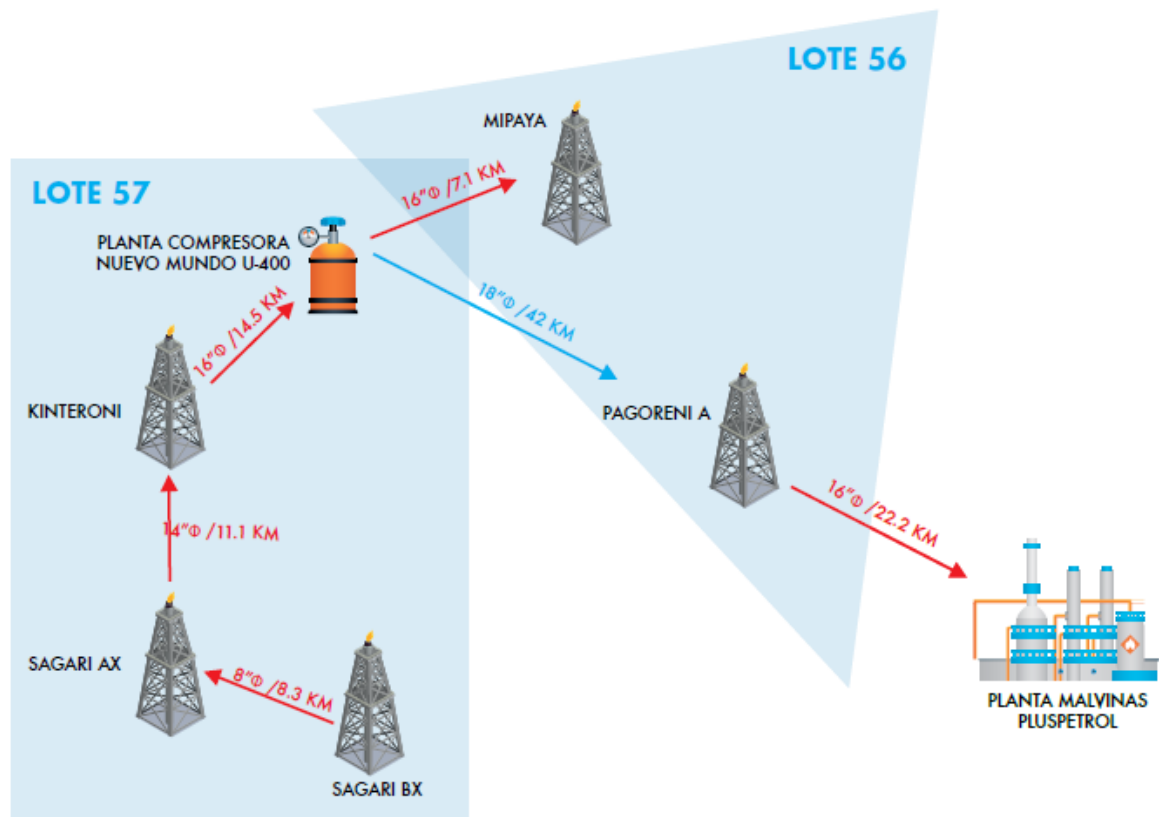 LOTE 56
MIPAYA
16"Φ /7.1 KM
LOTE 57
PLANTA COMPRESORA
NUEVO MUNDO U-400
18"Φ /42 KM
16"Φ /14.5 KM
KINTERONI
PAGORENI A
16"Φ /22.2 KM
14"Φ /11.1 KM
SAGARI AX
8"Φ /8.3 KM
SAGARI BX
PLANTA MALVINAS
PLUSPETROL